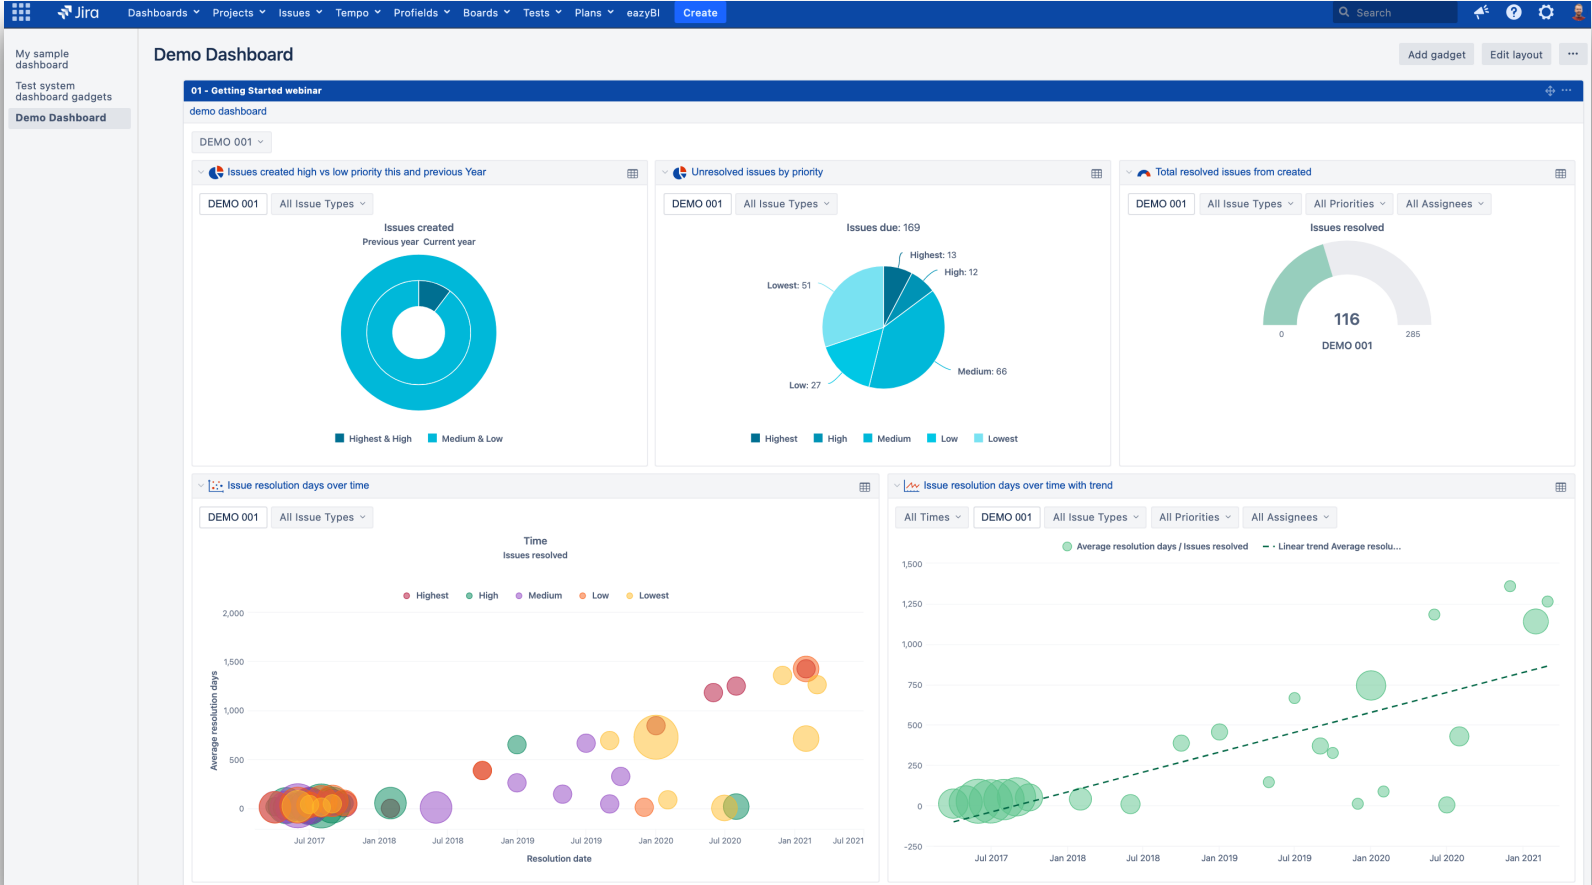 Jira Dashboards Projects Issues Tempo Profields Boards Tests Plans eazyBI Create Search
My sample
dashboard
Test system
dashboard gadgets
Demo Dashboard
Demo Dashboard
Add gadget Edit layout
01 - Getting Started webinar
demo dashboard
DEMO 001
Issues created high vs low priority this and previous Year
DEMO 001 All Issue Types
Issues created
Previous year Current year
Highest & High Medium & Low
Unresolved issues by priority
DEMO 001 All Issue Types
Issues due: 169
Highest: 13
High: 12
Lowest: 51
Medium: 66
Low: 27
Highest High Medium Low Lowest
Total resolved issues from created
DEMO 001 All Issue Types All Priorities All Assignees
Issues resolved
116
0 285
DEMO 001
Issue resolution days over time
DEMO 001 All Issue Types
Time
Issues resolved
Highest High Medium Low Lowest
2,000
1,500
1,000
500
0
Average resolution days
Jul 2017 Jan 2018 Jul 2018 Jan 2019 Jul 2019 Jan 2020 Jul 2020 Jan 2021 Jul 2021
Resolution date
Issue resolution days over time with trend
All Times DEMO 001 All Issue Types All Priorities All Assignees
Average resolution days / Issues resolved Linear trend Average resolu...
1,500
1,250
1,000
750
500
250
0
-250
Jul 2017 Jan 2018 Jul 2018 Jan 2019 Jul 2019 Jan 2020 Jul 2020 Jan 2021